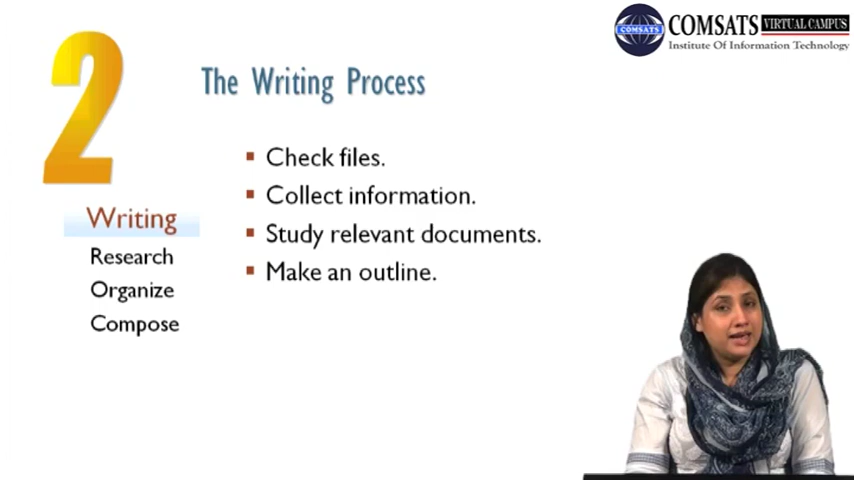 COMSATS VIRTUAL CAMPUS
Institute Of Information Technology
2
The Writing Process
Check files.
Collect information.
Study relevant documents.
Make an outline.
Writing
Research
Organize
Compose